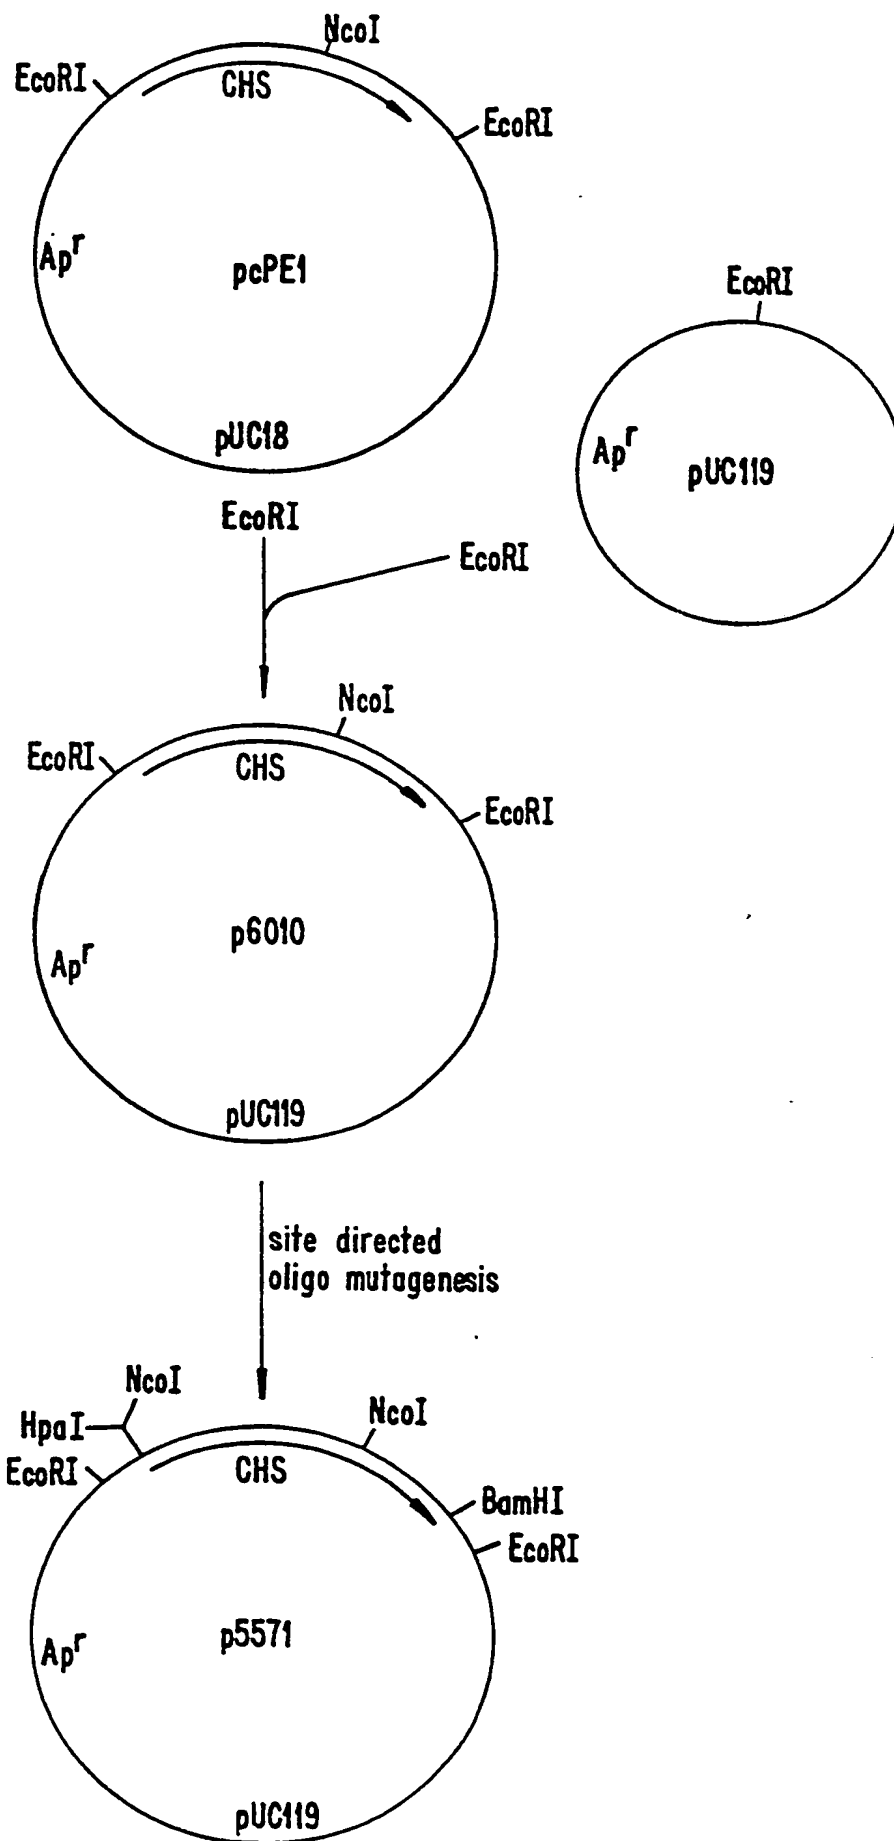 NcoI
EcoRI
CHS
EcoRI
Apr
pcPE1
pUC18
EcoRI
Apr
pUC119
EcoRI
EcoRI
NcoI
EcoRI
CHS
EcoRI
p6010
Apr
pUC119
site directed
oligo mutagenesis
NcoI
HpaI
NcoI
EcoRI
CHS
BamHI
EcoRI
p5571
Apr
pUC119